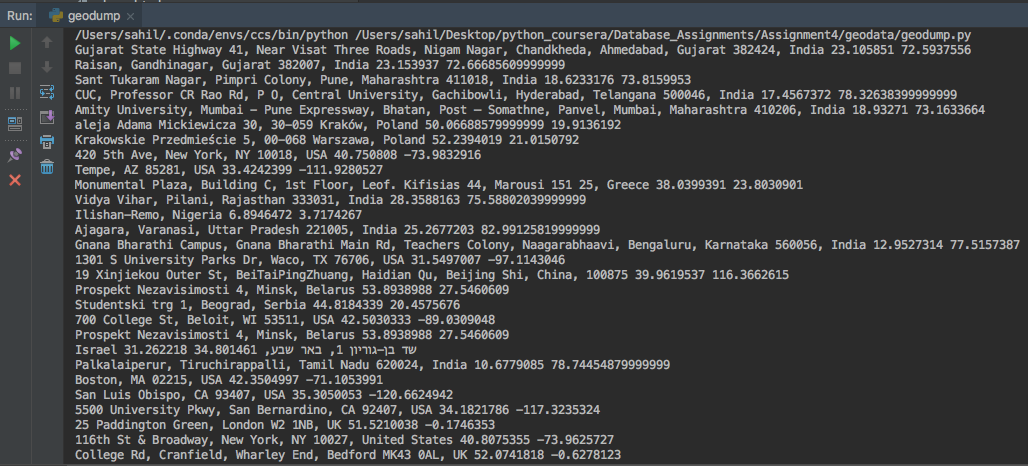 Run: geodump
/Users/sahil/.conda/envs/ccs/bin/python /Users/sahil/Desktop/python_coursera/Database_Assignments/Assignment4/geodata/geodump.py
Gujarat State Highway 41, Near Visat Three Roads, Nigam Nagar, Chandkheda, Ahmedabad, Gujarat 382424, India 23.105851 72.5937556
Raisan, Gandhinagar, Gujarat 382007, India 23.153937 72.66685609999999
Sant Tukaram Nagar, Pimpri Colony, Pune, Maharashtra 411018, India 18.6233176 73.8159953
CUC, Professor CR Rao Rd, P O, Central University, Gachibowli, Hyderabad, Telangana 500046, India 17.4567372 78.32638399999999
Amity University, Mumbai – Pune Expressway, Bhatan, Post – Somathne, Panvel, Mumbai, Maharashtra 410206, India 18.93271 73.1633664
aleja Adama Mickiewicza 30, 30-059 Kraków, Poland 50.06688579999999 19.9136192
Krakowskie Przedmieście 5, 00-068 Warszawa, Poland 52.2394019 21.0150792
420 5th Ave, New York, NY 10018, USA 40.750808 -73.9832916
Tempe, AZ 85281, USA 33.4242399 -111.9280527
Monumental Plaza, Building C, 1st Floor, Leof. Kifisias 44, Marousi 151 25, Greece 38.0399391 23.8030901
Vidya Vihar, Pilani, Rajasthan 333031, India 28.3588163 75.58802039999999
Ilishan-Remo, Nigeria 6.8946472 3.7174267
Ajagara, Varanasi, Uttar Pradesh 221005, India 25.2677203 82.99125819999999
Gnana Bharathi Campus, Gnana Bharathi Main Rd, Teachers Colony, Naagarabhaavi, Bengaluru, Karnataka 560056, India 12.9527314 77.5157387
1301 S University Parks Dr, Waco, TX 76706, USA 31.5497007 -97.1143046
19 Xinjiekou Outer St, BeiTaiPingZhuang, Haidian Qu, Beijing Shi, China, 100875 39.9619537 116.3662615
Prospekt Nezavisimosti 4, Minsk, Belarus 53.8938988 27.5460609
Studentski trg 1, Beograd, Serbia 44.8184339 20.4575676
700 College St, Beloit, WI 53511, USA 42.5030333 -89.0309048
Prospekt Nezavisimosti 4, Minsk, Belarus 53.8938988 27.5460609
שד בן-גוריון 1, באר שבע, Israel 31.262218 34.801461
Palkalaiperur, Tiruchirappalli, Tamil Nadu 620024, India 10.6779085 78.74454879999999
Boston, MA 02215, USA 42.3504997 -71.1053991
San Luis Obispo, CA 93407, USA 35.3050053 -120.6624942
5500 University Pkwy, San Bernardino, CA 92407, USA 34.1821786 -117.3235324
25 Paddington Green, London W2 1NB, UK 51.5210038 -0.1746353
116th St & Broadway, New York, NY 10027, United States 40.8075355 -73.9625727
College Rd, Cranfield, Wharley End, Bedford MK43 0AL, UK 52.0741818 -0.6278123